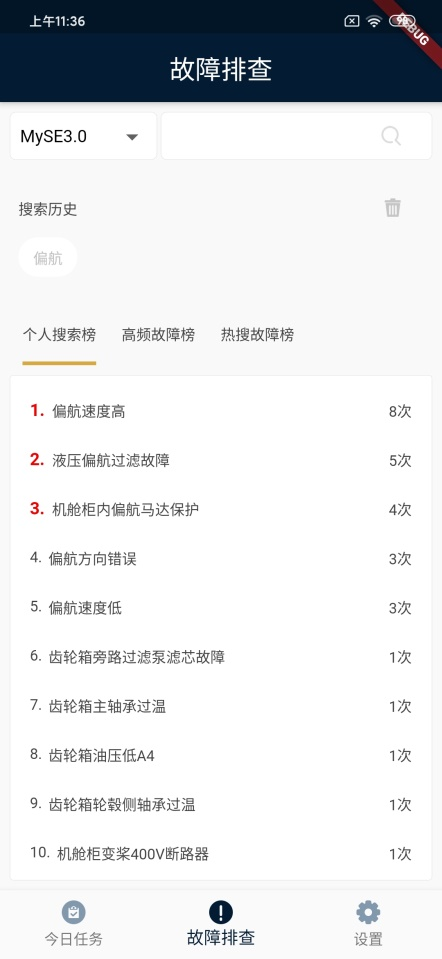 上午11:36
98
DEBUG
故障排查
MySE3.0
搜索历史
偏航
个人搜索榜 高频故障榜 热搜故障榜
1. 偏航速度高 8次
2. 液压偏航过滤故障 5次
3. 机舱柜内偏航马达保护 4次
4. 偏航方向错误 3次
5. 偏航速度低 3次
6. 齿轮箱旁路过滤泵滤芯故障 1次
7. 齿轮箱主轴承过温 1次
8. 齿轮箱油压低A4 1次
9. 齿轮箱轮毂侧轴承过温 1次
10. 机舱柜变桨400V断路器 1次
今日任务 故障排查 设置